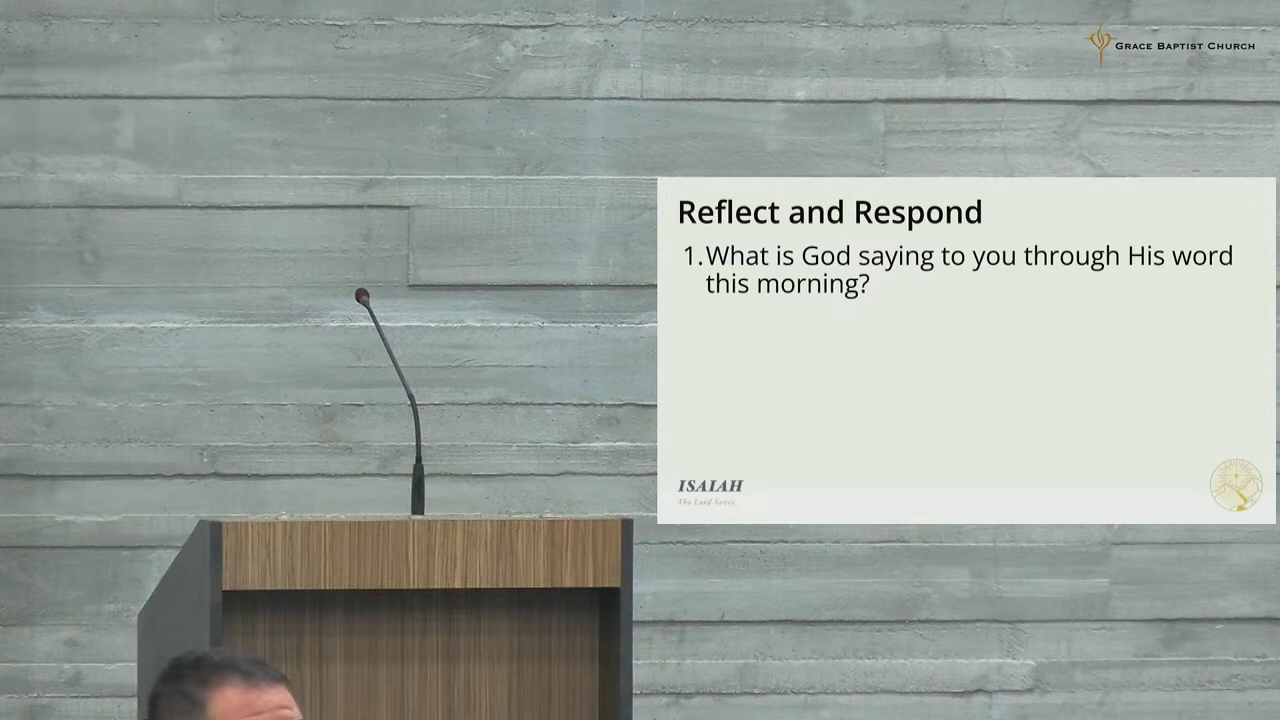 GRACE BAPTIST CHURCH
Reflect and Respond
1. What is God saying to you through His word
this morning?
ISAIAH
The Lord Saves